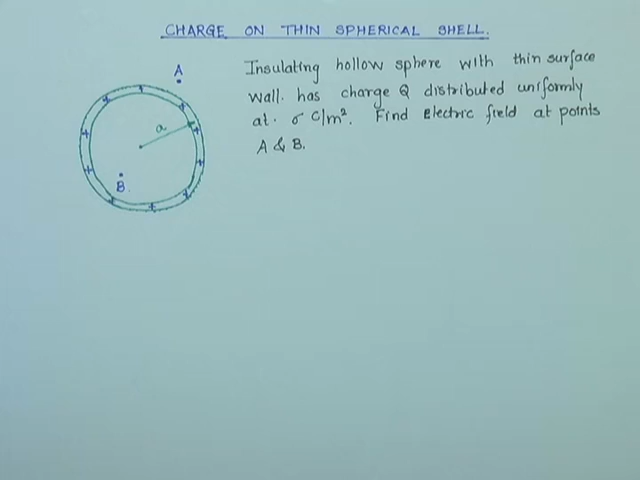 CHARGE ON THIN SPHERICAL SHELL.
A
Insulating hollow sphere with thin surface
wall. has charge Q distributed uniformly
at. σ C/m². Find Electric field at points
A & B.
a
B.